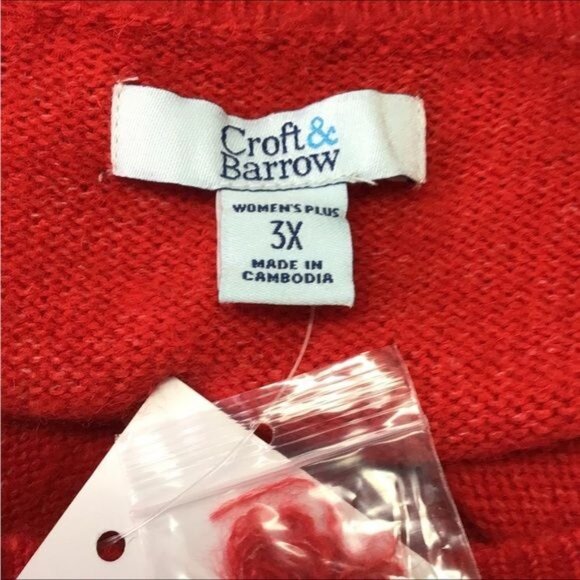 Croft&
Barrow
WOMEN'S PLUS
3X
MADE IN
CAMBODIA